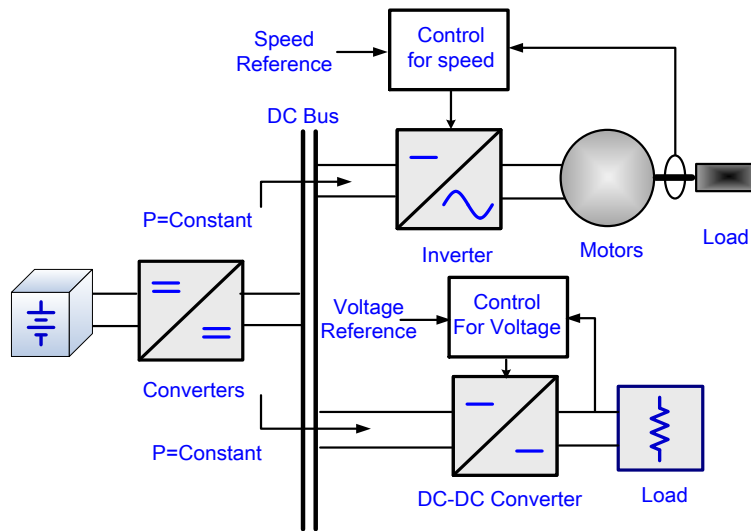 Speed
Reference
Control
for speed
DC Bus
P=Constant
Inverter
Motors
Load
Voltage
Reference
Control
For Voltage
Converters
P=Constant
DC-DC Converter
Load